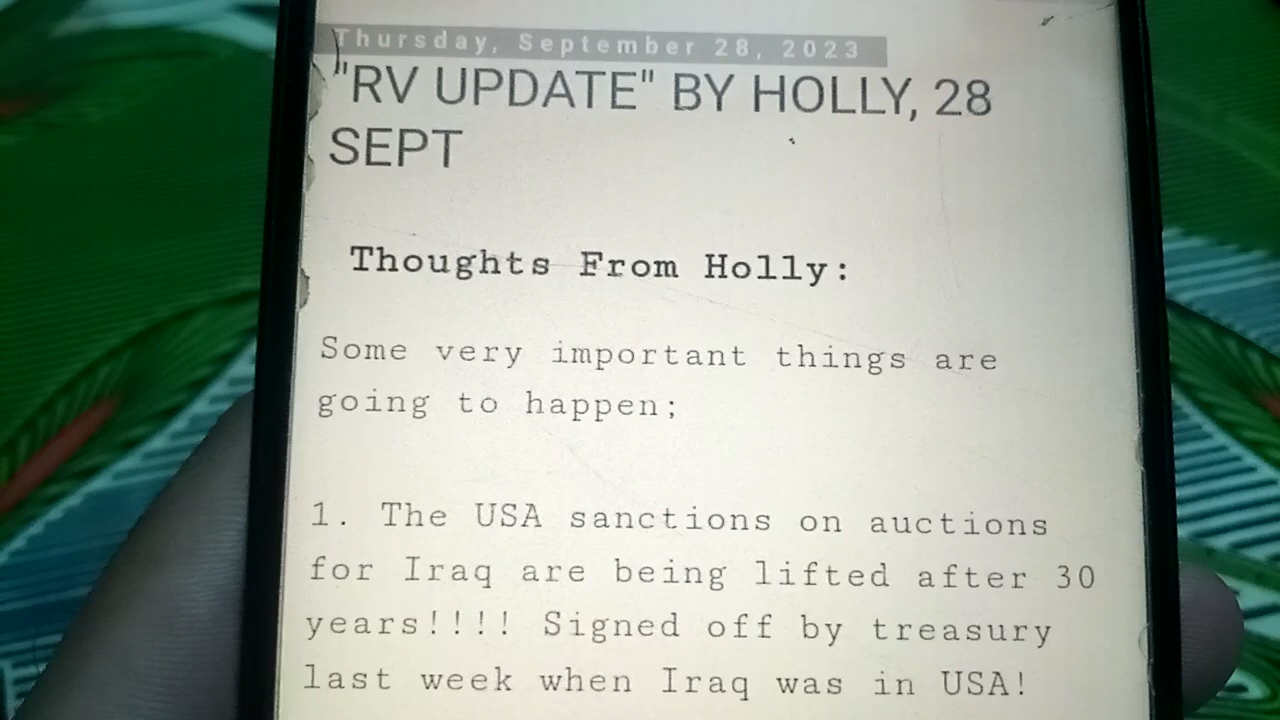 Thursday, September 28, 2023
"RV UPDATE" BY HOLLY, 28
SEPT
Thoughts From Holly:
Some very important things are
going to happen;
1. The USA sanctions on auctions
for Iraq are being lifted after 30
years!!!! Signed off by treasury
last week when Iraq was in USA!